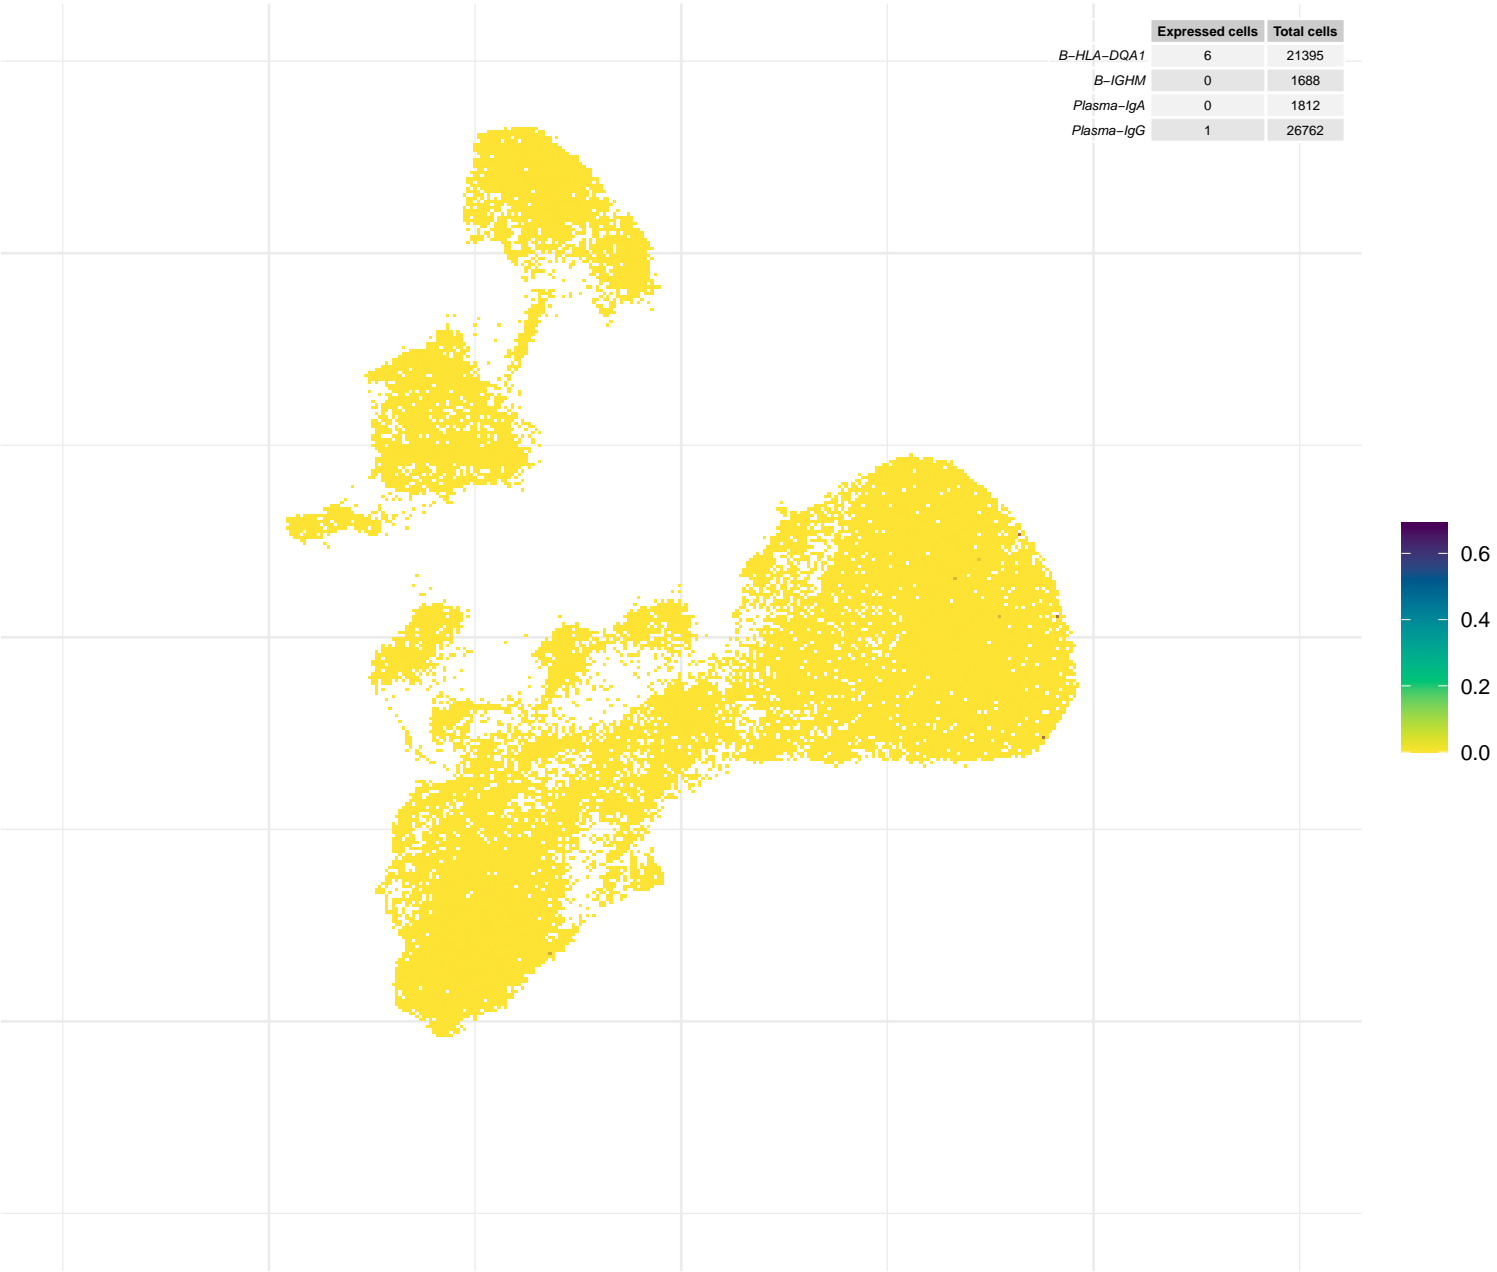 Expressed cells Total cells
B−HLA−DQA1 6 21395
B−IGHM 0 1688
Plasma−IgA 0 1812
Plasma−IgG 1 26762
0.6
0.4
0.2
0.0